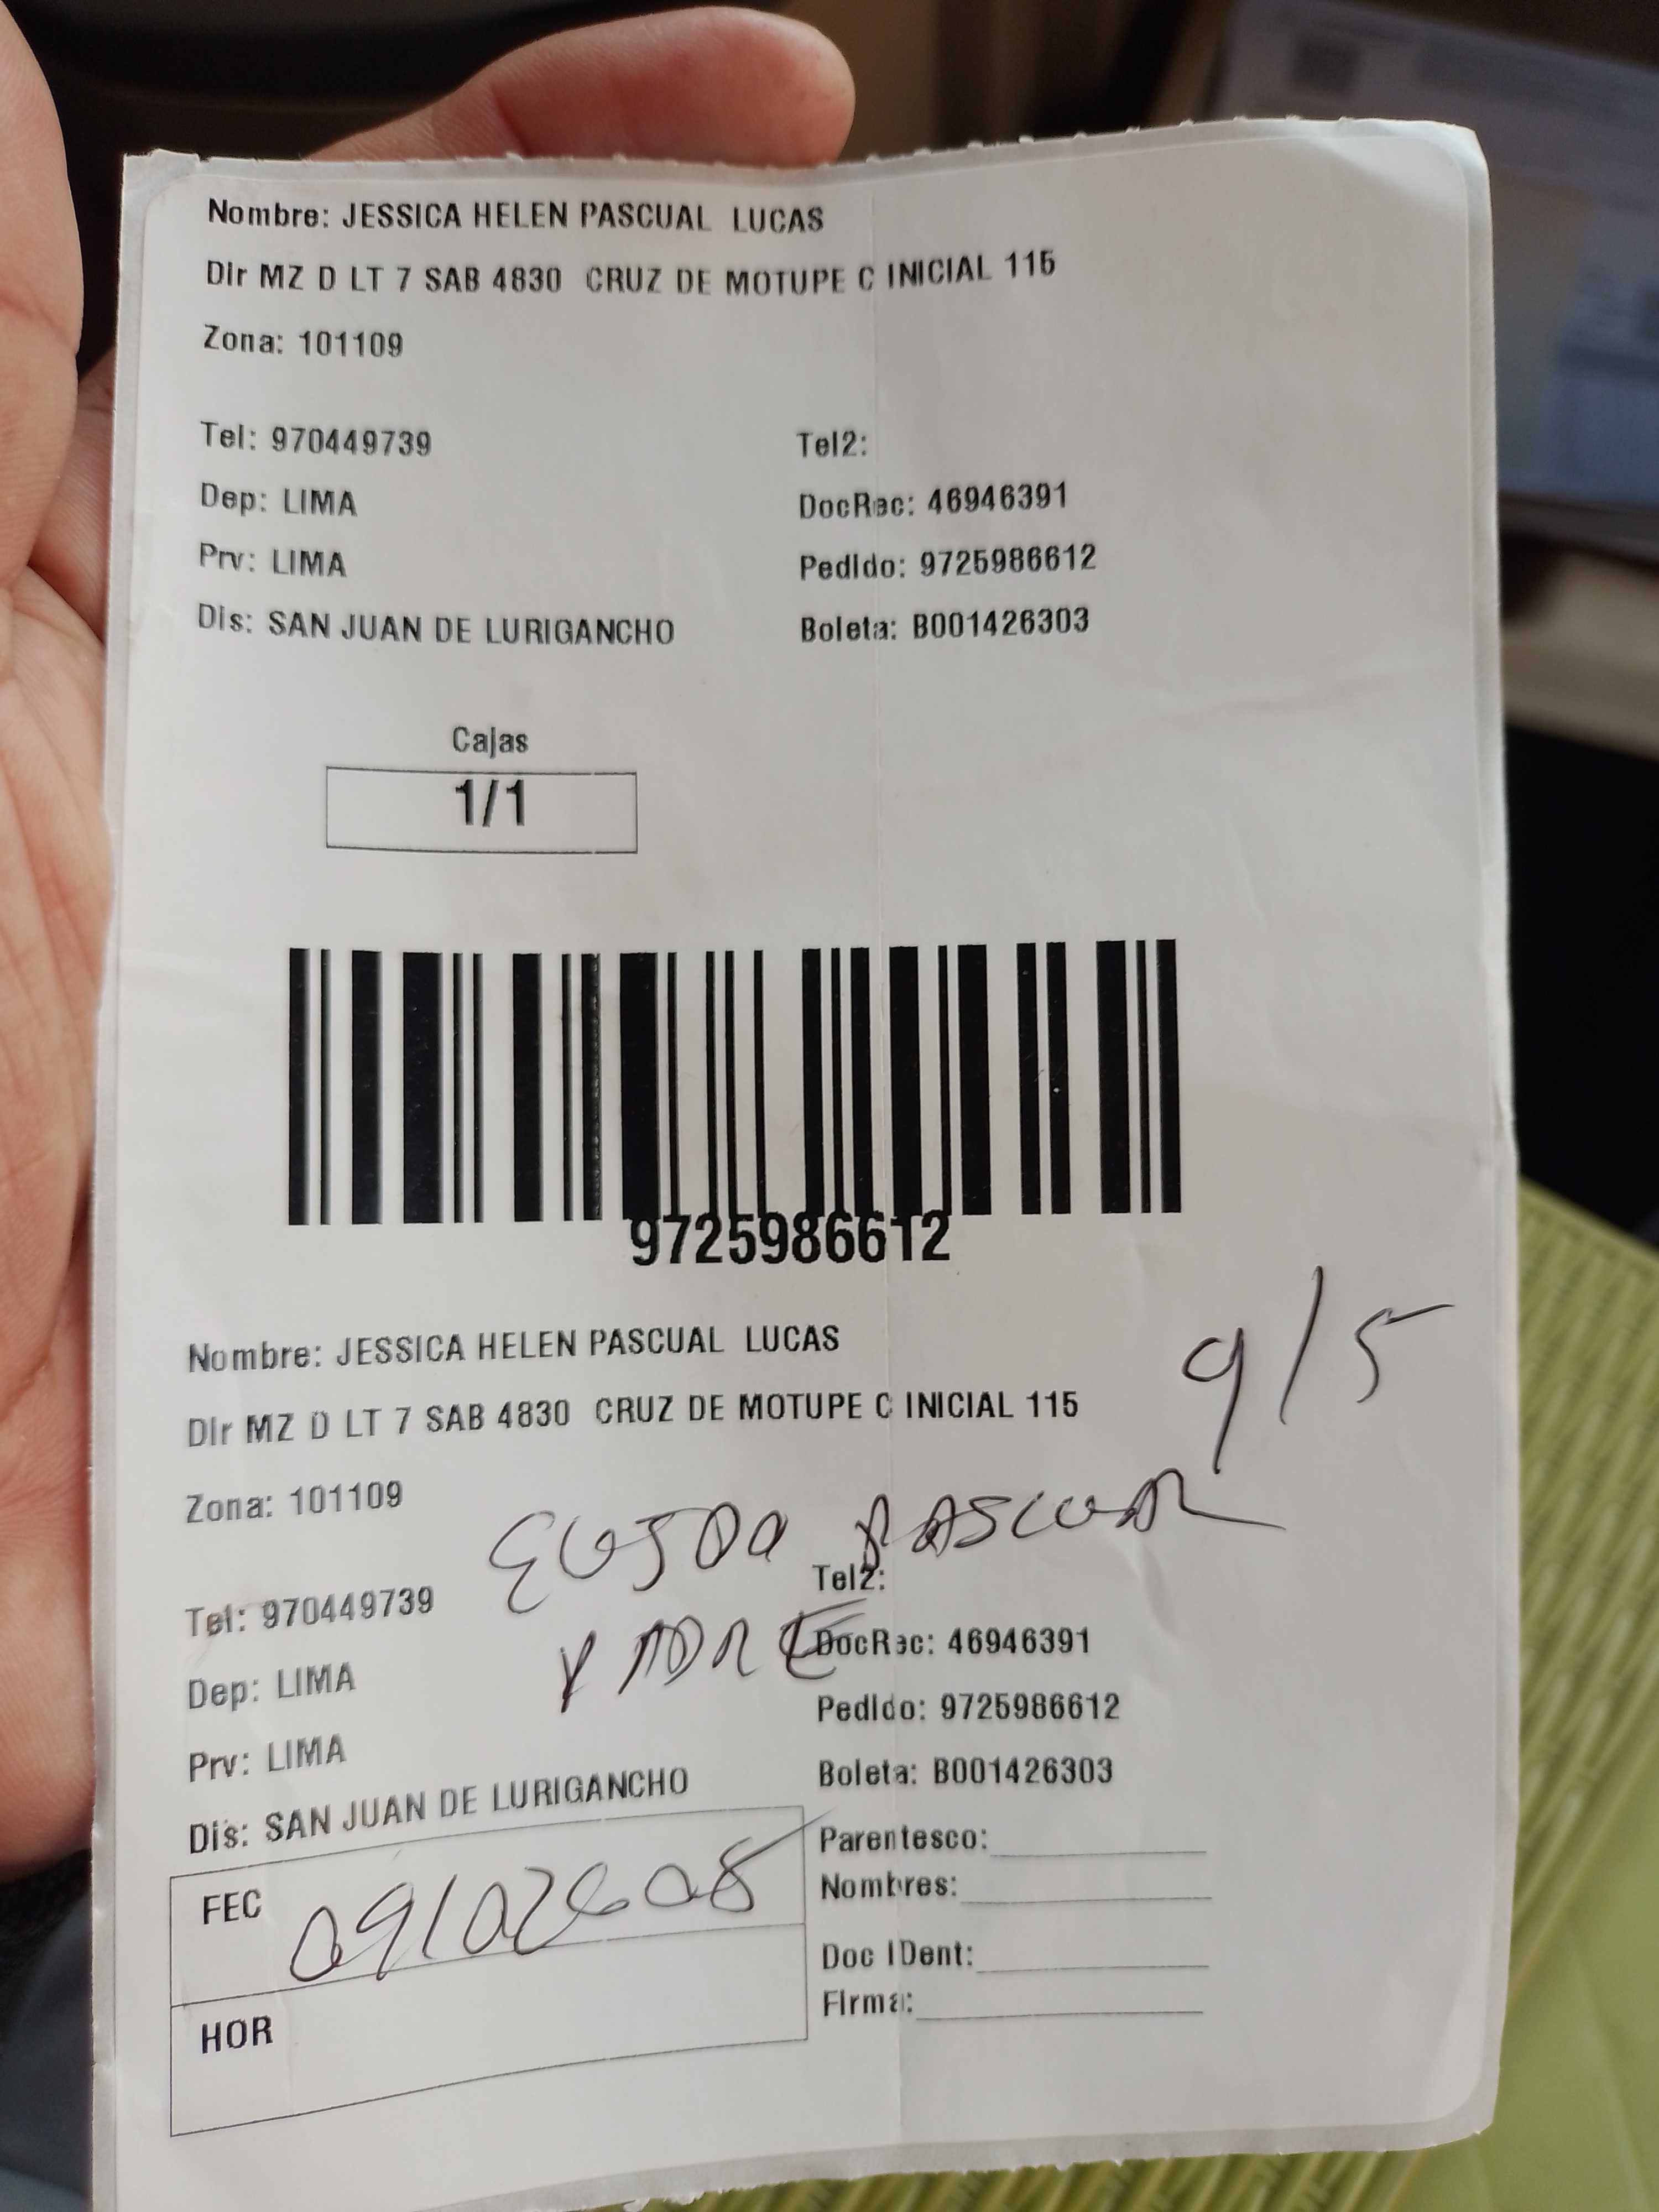 Nombre: JESSICA HELEN PASCUAL LUCAS
Dir MZ D LT 7 SAB 4830 CRUZ DE MOTUPE C INICIAL 115
Zona: 101109
Tel: 970449739 Tel2:
Dep: LIMA DocRec: 46946391
Prv: LIMA Pedido: 9725986612
Dis: SAN JUAN DE LURIGANCHO Boleta: B001426303
Cajas
1/1
9725986612
9/5
Nombre: JESSICA HELEN PASCUAL LUCAS
Dir MZ D LT 7 SAB 4830 CRUZ DE MOTUPE C INICIAL 115
Zona: 101109
PASCUAL
Tel: 970449739 Tel2:
PADRE
Dep: LIMA DocRec: 46946391
Prv: LIMA Pedido: 9725986612
Dis: SAN JUAN DE LURIGANCHO Boleta: B001426303
Parentesco:
FEC
Nombres:
Doc IDent:
HOR
Firma: